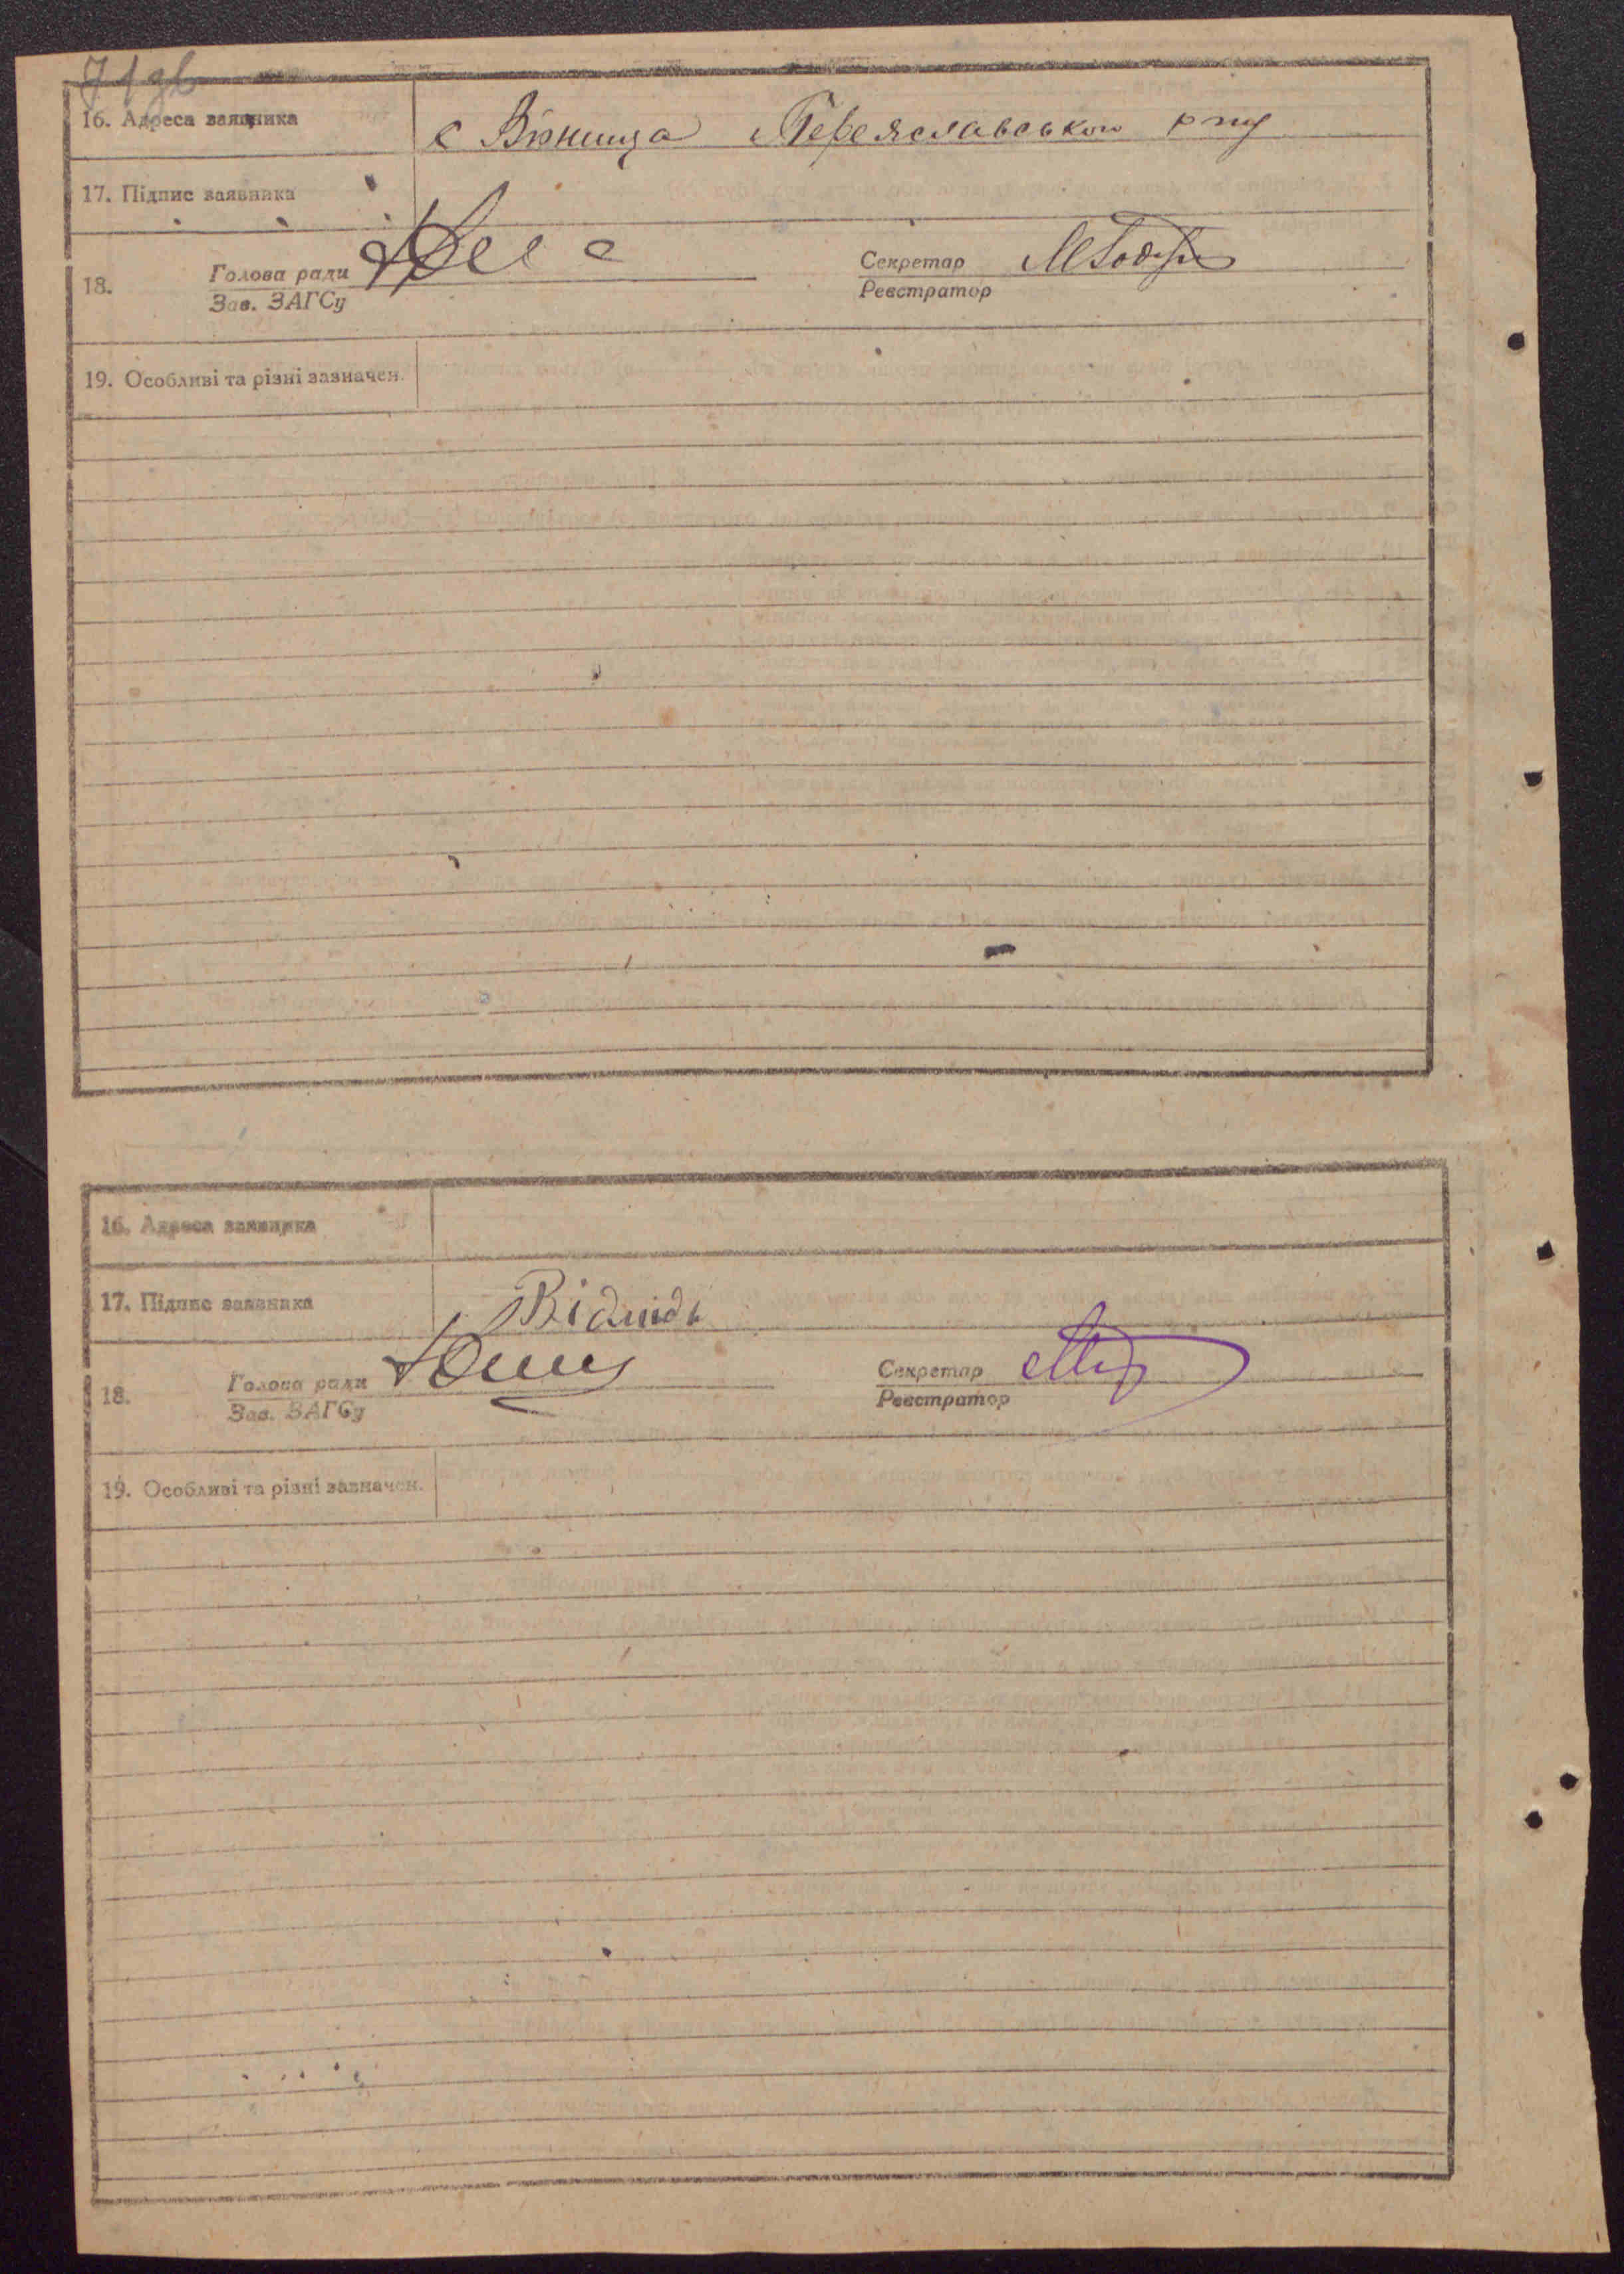 71 зв
16. Адреса заявника с Вюнища Переяславського р-ну
17. Підпис заявника
18. Голова ради Секретар
Зав. ЗАГСу Реєстратор
19. Особливі та різні зазначен.
16. Адреса заявника
17. Підпис заявника
18. Голова ради Секретар
Зав. ЗАГСу Реєстратор
19. Особливі та різні зазначен.